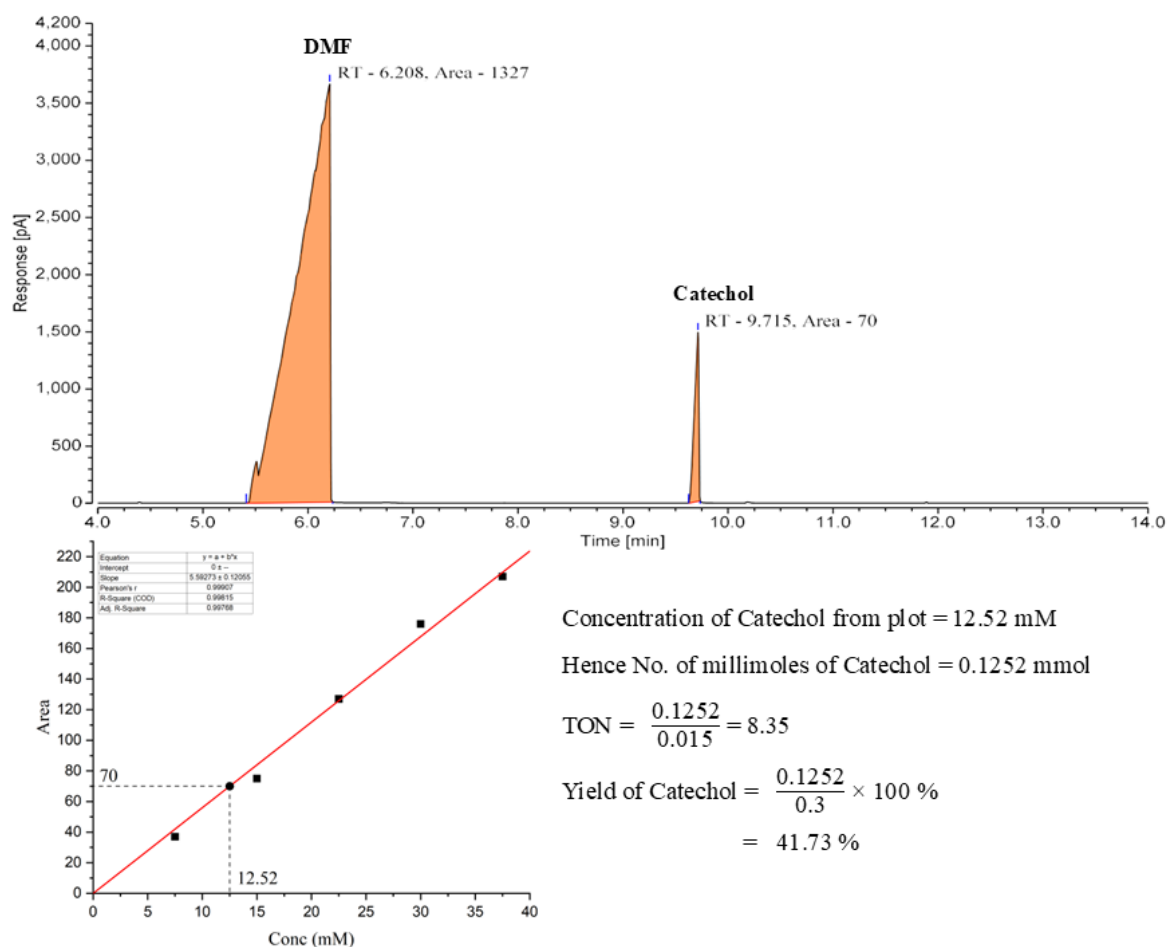 4,200
4,000
3,500
3,000
2,500
2,000
1,500
1,000
500
0
Response [pA]
DMF
RT - 6.208, Area - 1327
Catechol
RT - 9.715, Area - 70
4.0 5.0 6.0 7.0 8.0 9.0 10.0 11.0 12.0 13.0 14.0
Time [min]
Equation y = a + b*x
Intercept 0 ± --
Slope 5.59273 ± 0.12055
Pearson's r 0.99907
R-Square (COD) 0.99815
Adj. R-Square 0.99768
220
200
180
160
140
120
100
80
60
40
20
0
Area
70
12.52
0 5 10 15 20 25 30 35 40
Conc (mM)
Concentration of Catechol from plot = 12.52 mM
Hence No. of millimoles of Catechol = 0.1252 mmol
TON = 0.1252 / 0.015 = 8.35
Yield of Catechol = 0.1252 / 0.3 × 100 %
= 41.73 %